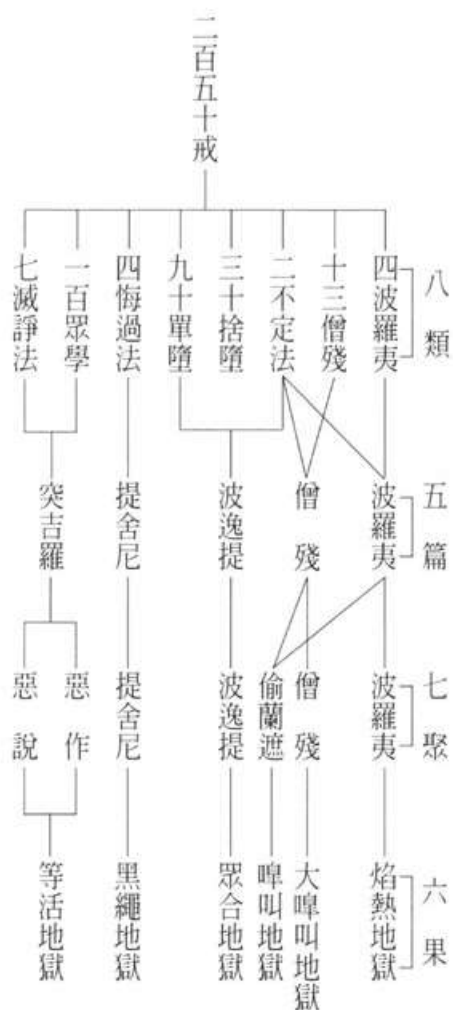 二百五十戒
八類
四波羅夷
十三僧殘
二不定法
三十捨墮
九十單墮
四悔過法
一百眾學
七滅諍法
五篇
波羅夷
僧殘
波逸提
提舍尼
突吉羅
七聚
波羅夷
僧殘
偷蘭遮
波逸提
提舍尼
惡作
惡說
六果
焰熱地獄
大嘷叫地獄
嘷叫地獄
眾合地獄
黑繩地獄
等活地獄